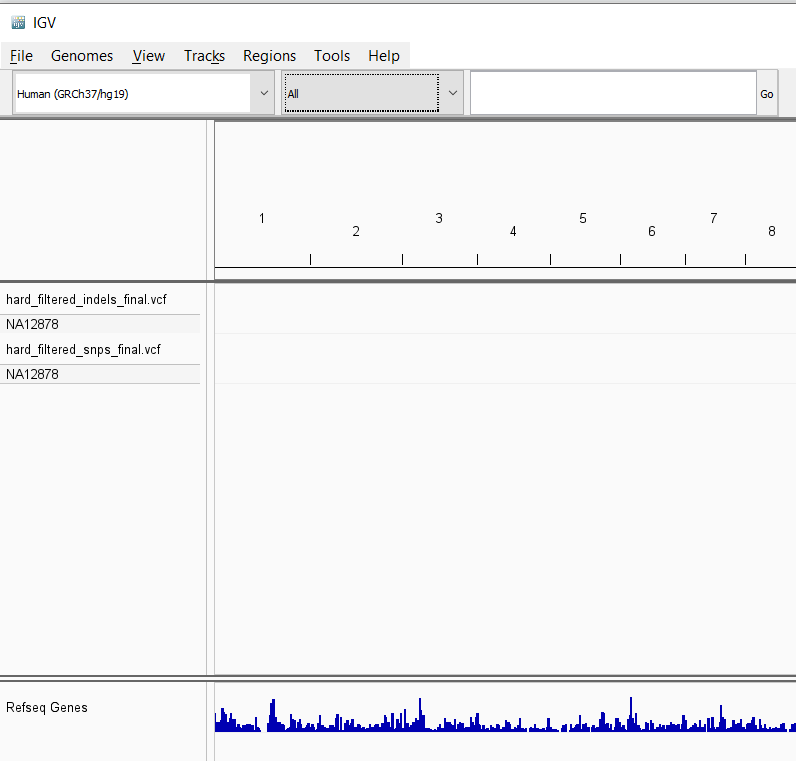 IGV
File Genomes View Tracks Regions Tools Help
Human (GRCh37/hg19) All Go
1 2 3 4 5 6 7 8
hard_filtered_indels_final.vcf
NA12878
hard_filtered_snps_final.vcf
NA12878
Refseq Genes